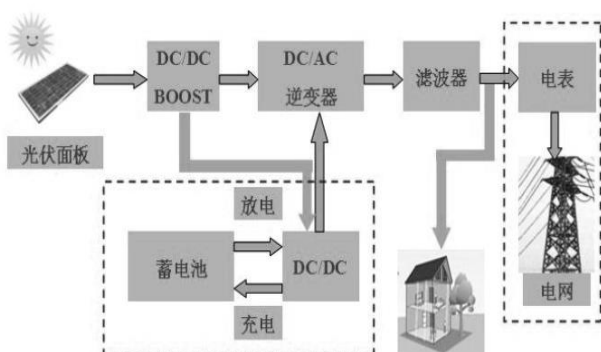 DC/DC
BOOST
DC/AC
逆变器
滤波器
电表
光伏面板
放电
蓄电池
DC/DC
充电
电网